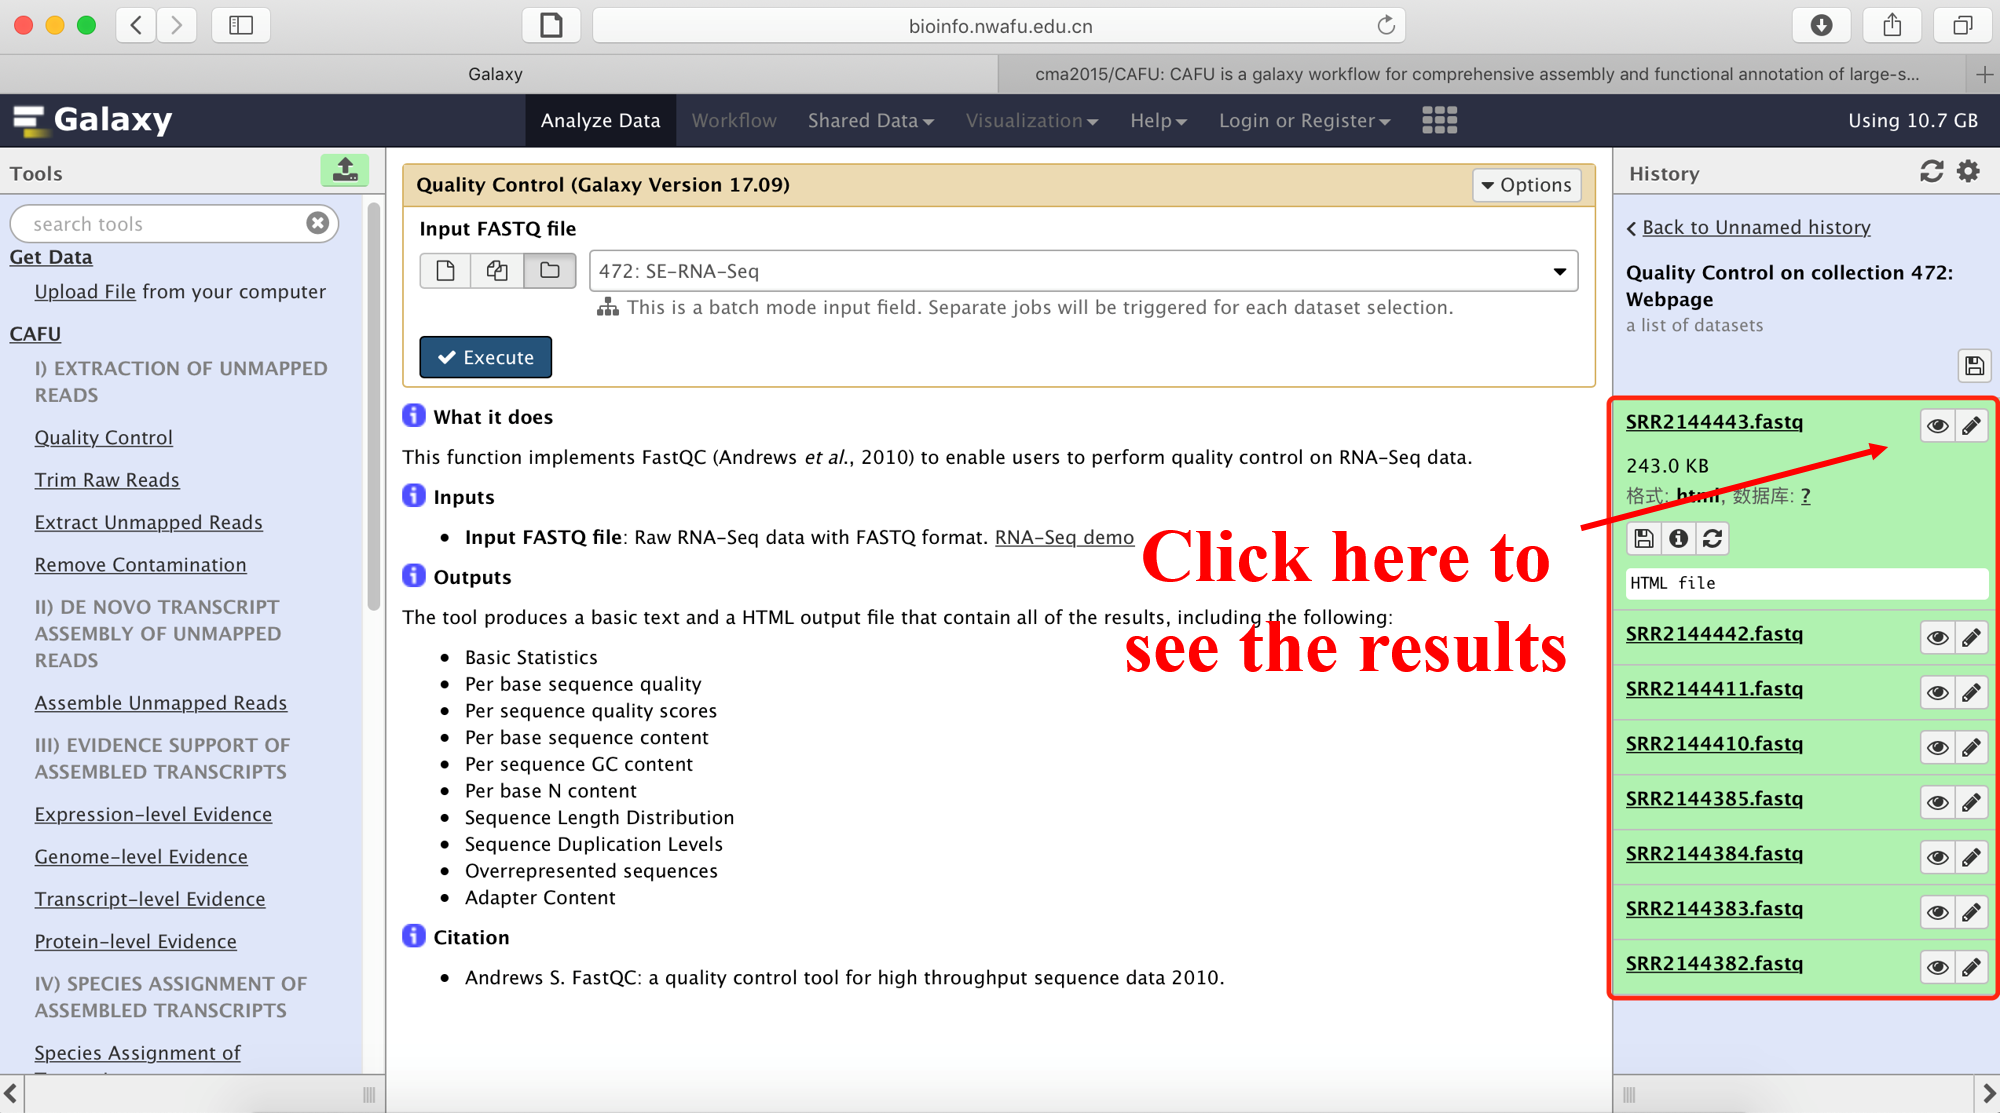 bioinfo.nwafu.edu.cn
Galaxy
cma2015/CAFU: CAFU is a galaxy workflow for comprehensive assembly and functional annotation of large-s...
Galaxy
Analyze Data
Workflow
Shared Data
Visualization
Help
Login or Register
Using 10.7 GB
Tools
search tools
Get Data
Upload File from your computer
CAFU
I) EXTRACTION OF UNMAPPED
READS
Quality Control
Trim Raw Reads
Extract Unmapped Reads
Remove Contamination
II) DE NOVO TRANSCRIPT
ASSEMBLY OF UNMAPPED
READS
Assemble Unmapped Reads
III) EVIDENCE SUPPORT OF
ASSEMBLED TRANSCRIPTS
Expression-level Evidence
Genome-level Evidence
Transcript-level Evidence
Protein-level Evidence
IV) SPECIES ASSIGNMENT OF
ASSEMBLED TRANSCRIPTS
Species Assignment of
Quality Control (Galaxy Version 17.09)
Options
Input FASTQ file
472: SE-RNA-Seq
This is a batch mode input field. Separate jobs will be triggered for each dataset selection.
Execute
What it does
This function implements FastQC (Andrews et al., 2010) to enable users to perform quality control on RNA-Seq data.
Inputs
• Input FASTQ file: Raw RNA-Seq data with FASTQ format. RNA-Seq demo
Outputs
The tool produces a basic text and a HTML output file that contain all of the results, including the following:
• Basic Statistics
• Per base sequence quality
• Per sequence quality scores
• Per base sequence content
• Per sequence GC content
• Per base N content
• Sequence Length Distribution
• Sequence Duplication Levels
• Overrepresented sequences
• Adapter Content
Citation
• Andrews S. FastQC: a quality control tool for high throughput sequence data 2010.
Click here to
see the results
History
Back to Unnamed history
Quality Control on collection 472:
Webpage
a list of datasets
SRR2144443.fastq
243.0 KB
格式: html, 数据库: ?
HTML file
SRR2144442.fastq
SRR2144411.fastq
SRR2144410.fastq
SRR2144385.fastq
SRR2144384.fastq
SRR2144383.fastq
SRR2144382.fastq